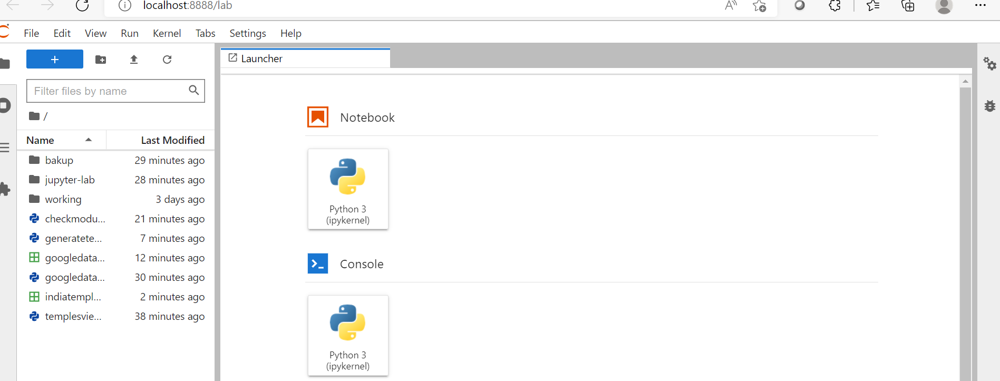 localhost:8888/lab
File Edit View Run Kernel Tabs Settings Help
Launcher
Filter files by name
/
Name Last Modified
bakup 29 minutes ago
jupyter-lab 28 minutes ago
working 3 days ago
checkmodu... 21 minutes ago
generatete... 7 minutes ago
googledata... 12 minutes ago
googledata... 30 minutes ago
indiatempl... 2 minutes ago
templesvie... 38 minutes ago
Notebook
Python 3
(ipykernel)
Console
Python 3
(ipykernel)